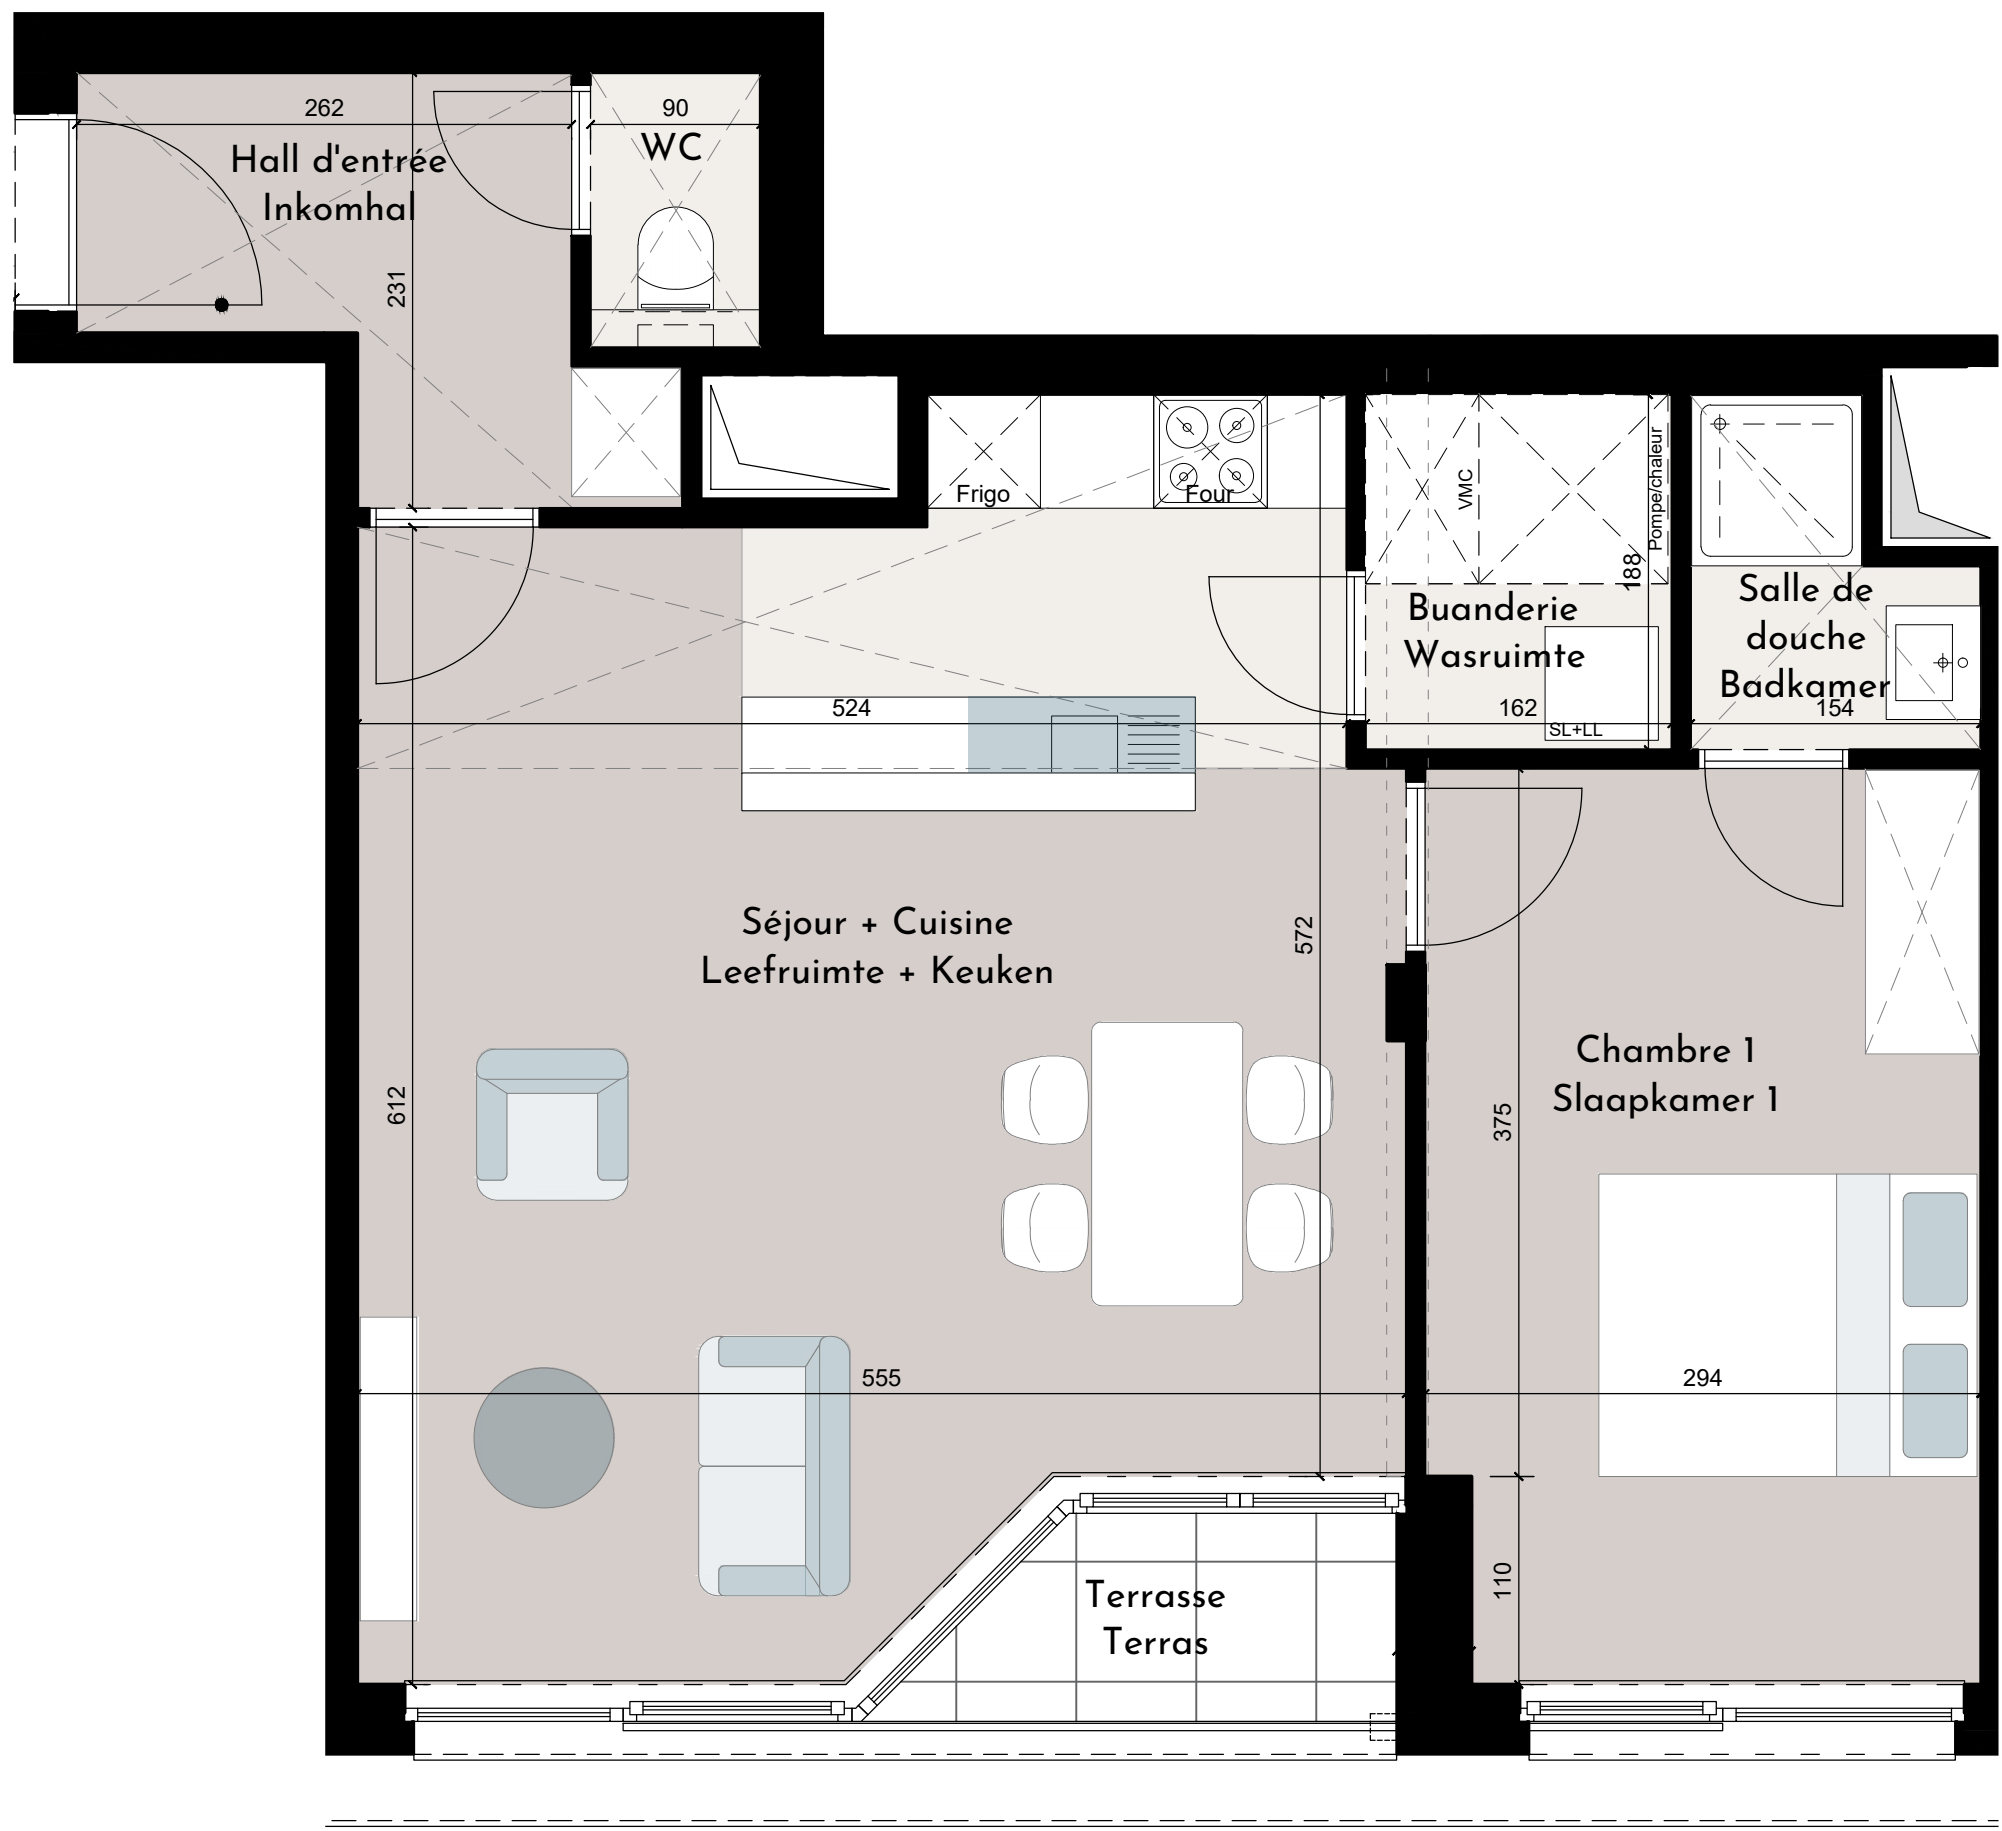 262
90
WC
Hall d'entrée
Inkomhal
231
Frigo
Four
VMC
Pompe/chaleur
188
Buanderie
Wasruimte
Salle de
douche
Badkamer
524
162
154
SL+LL
Séjour + Cuisine
Leefruimte + Keuken
572
612
375
Chambre 1
Slaapkamer 1
555
294
110
Terrasse
Terras